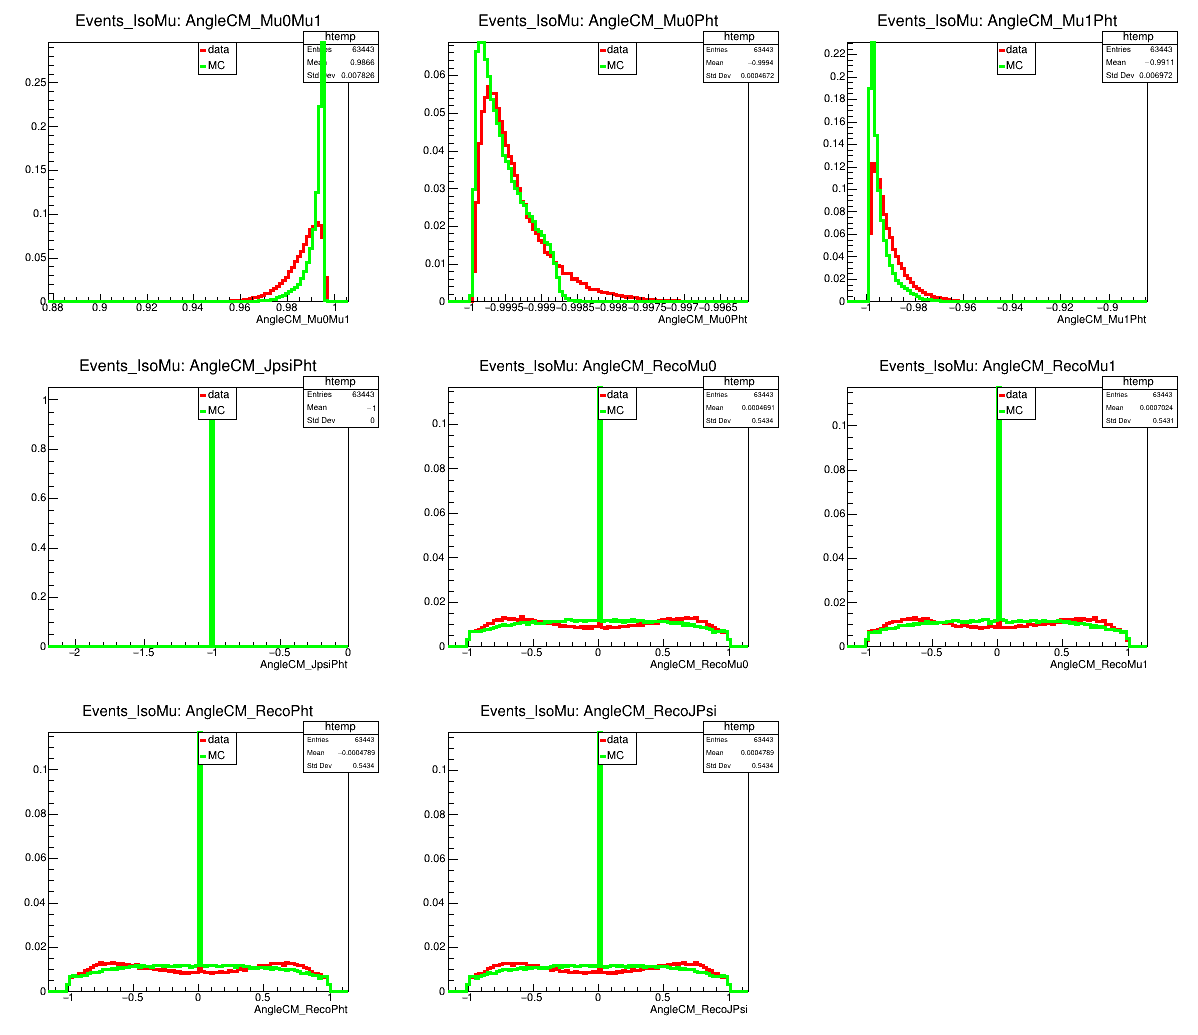 Events_IsoMu: AngleCM_Mu0Mu1
htemp
Entries 63443
Mean 0.9866
Std Dev 0.007826
data
MC
0.25
0.2
0.15
0.1
0.05
0
0.88 0.9 0.92 0.94 0.96 0.98 1
AngleCM_Mu0Mu1
Events_IsoMu: AngleCM_Mu0Pht
htemp
Entries 63443
Mean −0.9994
Std Dev 0.0004672
data
MC
0.06
0.05
0.04
0.03
0.02
0.01
0
−1 −0.9995 −0.999 −0.9985 −0.998 −0.9975 −0.997 −0.9965
AngleCM_Mu0Pht
Events_IsoMu: AngleCM_Mu1Pht
htemp
Entries 63443
Mean −0.9911
Std Dev 0.006972
data
MC
0.22
0.2
0.18
0.16
0.14
0.12
0.1
0.08
0.06
0.04
0.02
0
−1 −0.98 −0.96 −0.94 −0.92 −0.9
AngleCM_Mu1Pht
Events_IsoMu: AngleCM_JpsiPht
htemp
Entries 63443
Mean −1
Std Dev 0
data
MC
1
0.8
0.6
0.4
0.2
0
−2 −1.5 −1 −0.5 0
AngleCM_JpsiPht
Events_IsoMu: AngleCM_RecoMu0
htemp
Entries 63443
Mean 0.0004691
Std Dev 0.5434
data
MC
0.1
0.08
0.06
0.04
0.02
0
−1 −0.5 0 0.5 1
AngleCM_RecoMu0
Events_IsoMu: AngleCM_RecoMu1
htemp
Entries 63443
Mean 0.0007024
Std Dev 0.5431
data
MC
0.1
0.08
0.06
0.04
0.02
0
−1 −0.5 0 0.5 1
AngleCM_RecoMu1
Events_IsoMu: AngleCM_RecoPht
htemp
Entries 63443
Mean −0.0004789
Std Dev 0.5434
data
MC
0.1
0.08
0.06
0.04
0.02
0
−1 −0.5 0 0.5 1
AngleCM_RecoPht
Events_IsoMu: AngleCM_RecoJPsi
htemp
Entries 63443
Mean 0.0004789
Std Dev 0.5434
data
MC
0.1
0.08
0.06
0.04
0.02
0
−1 −0.5 0 0.5 1
AngleCM_RecoJPsi